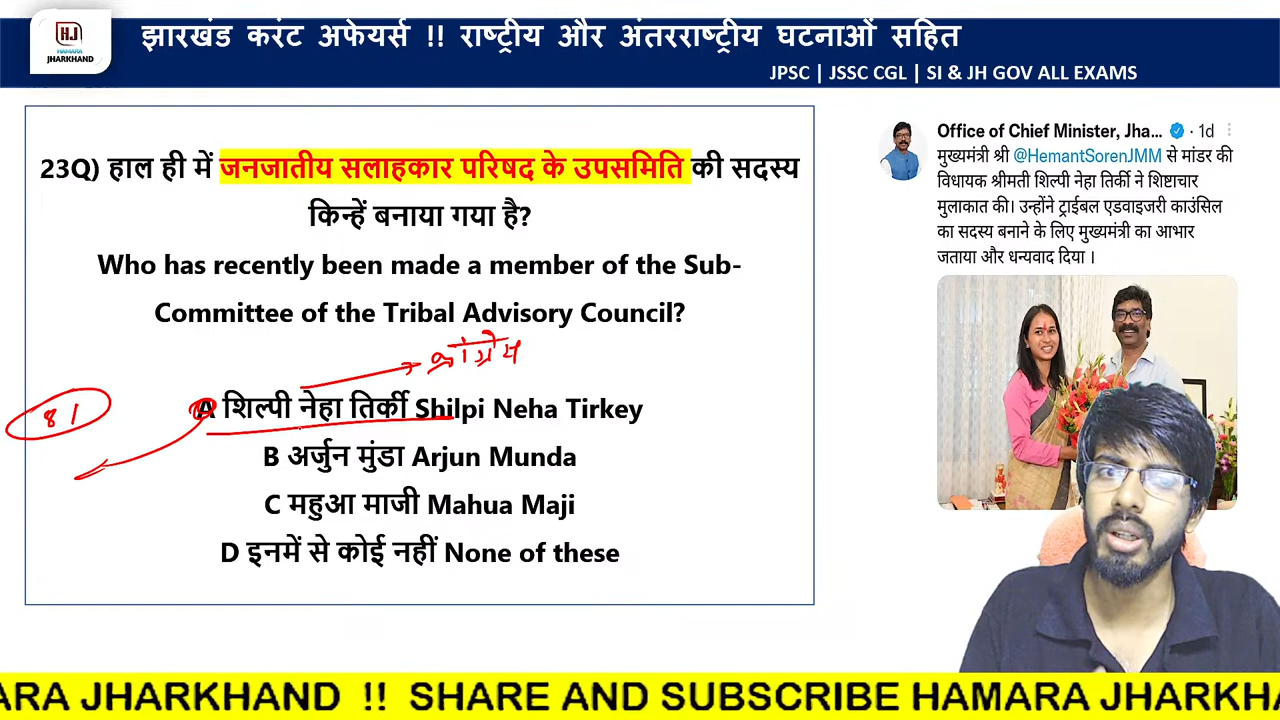 HJ
HAMARA
JHARKHAND
झारखंड करंट अफेयर्स !! राष्ट्रीय और अंतरराष्ट्रीय घटनाओं सहित
JPSC | JSSC CGL | SI & JH GOV ALL EXAMS
23Q) हाल ही में जनजातीय सलाहकार परिषद के उपसमिति की सदस्य
किन्हें बनाया गया है?
Who has recently been made a member of the Sub-
Committee of the Tribal Advisory Council?
कांग्रेस
81
A शिल्पी नेहा तिर्की Shilpi Neha Tirkey
B अर्जुन मुंडा Arjun Munda
C महुआ माजी Mahua Maji
D इनमें से कोई नहीं None of these
Office of Chief Minister, Jha... · 1d
मुख्यमंत्री श्री @HemantSorenJMM से मांडर की
विधायक श्रीमती शिल्पी नेहा तिर्की ने शिष्टाचार
मुलाकात की। उन्होंने ट्राईबल एडवाइजरी काउंसिल
का सदस्य बनाने के लिए मुख्यमंत्री का आभार
जताया और धन्यवाद दिया ।
ARA JHARKHAND !! SHARE AND SUBSCRIBE HAMARA JHARKHA